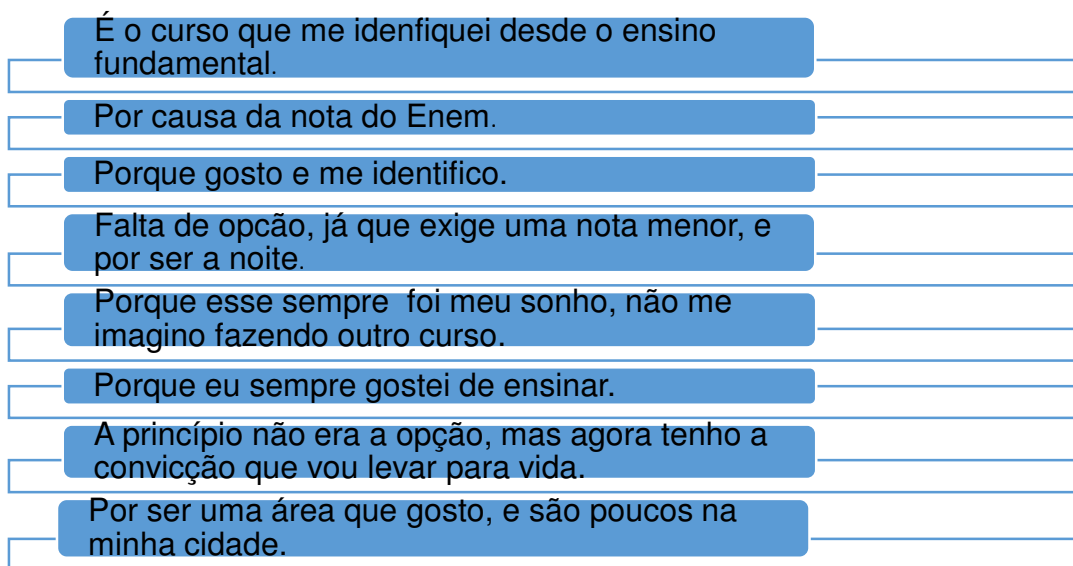 É o curso que me idenfiquei desde o ensino
fundamental.
Por causa da nota do Enem.
Porque gosto e me identifico.
Falta de opcão, já que exige uma nota menor, e
por ser a noite.
Porque esse sempre  foi meu sonho, não me
imagino fazendo outro curso.
Porque eu sempre gostei de ensinar.
A princípio não era a opção, mas agora tenho a
convicção que vou levar para vida.
Por ser uma área que gosto, e são poucos na
minha cidade.